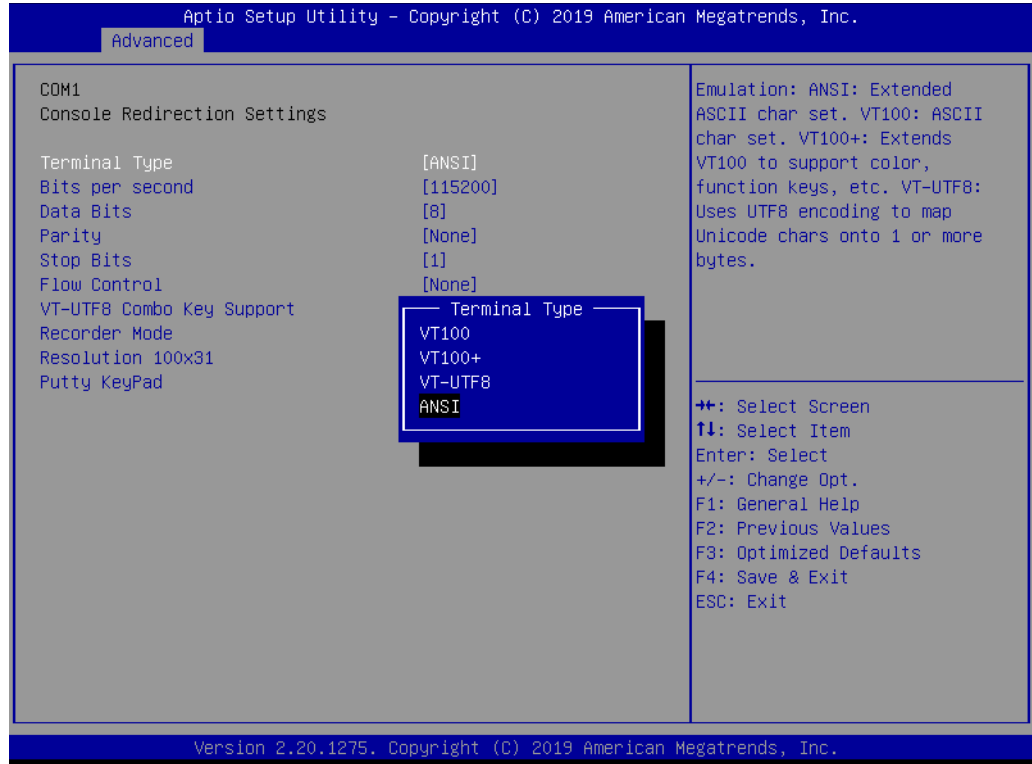 Aptio Setup Utility – Copyright (C) 2019 American Megatrends, Inc.
Advanced
COM1
Console Redirection Settings
Terminal Type [ANSI]
Bits per second [115200]
Data Bits [8]
Parity [None]
Stop Bits [1]
Flow Control [None]
VT-UTF8 Combo Key Support
Recorder Mode
Resolution 100x31
Putty KeyPad
Terminal Type
VT100
VT100+
VT-UTF8
ANSI
Emulation: ANSI: Extended
ASCII char set. VT100: ASCII
char set. VT100+: Extends
VT100 to support color,
function keys, etc. VT-UTF8:
Uses UTF8 encoding to map
Unicode chars onto 1 or more
bytes.
→←: Select Screen
↑↓: Select Item
Enter: Select
+/-: Change Opt.
F1: General Help
F2: Previous Values
F3: Optimized Defaults
F4: Save & Exit
ESC: Exit
Version 2.20.1275. Copyright (C) 2019 American Megatrends, Inc.